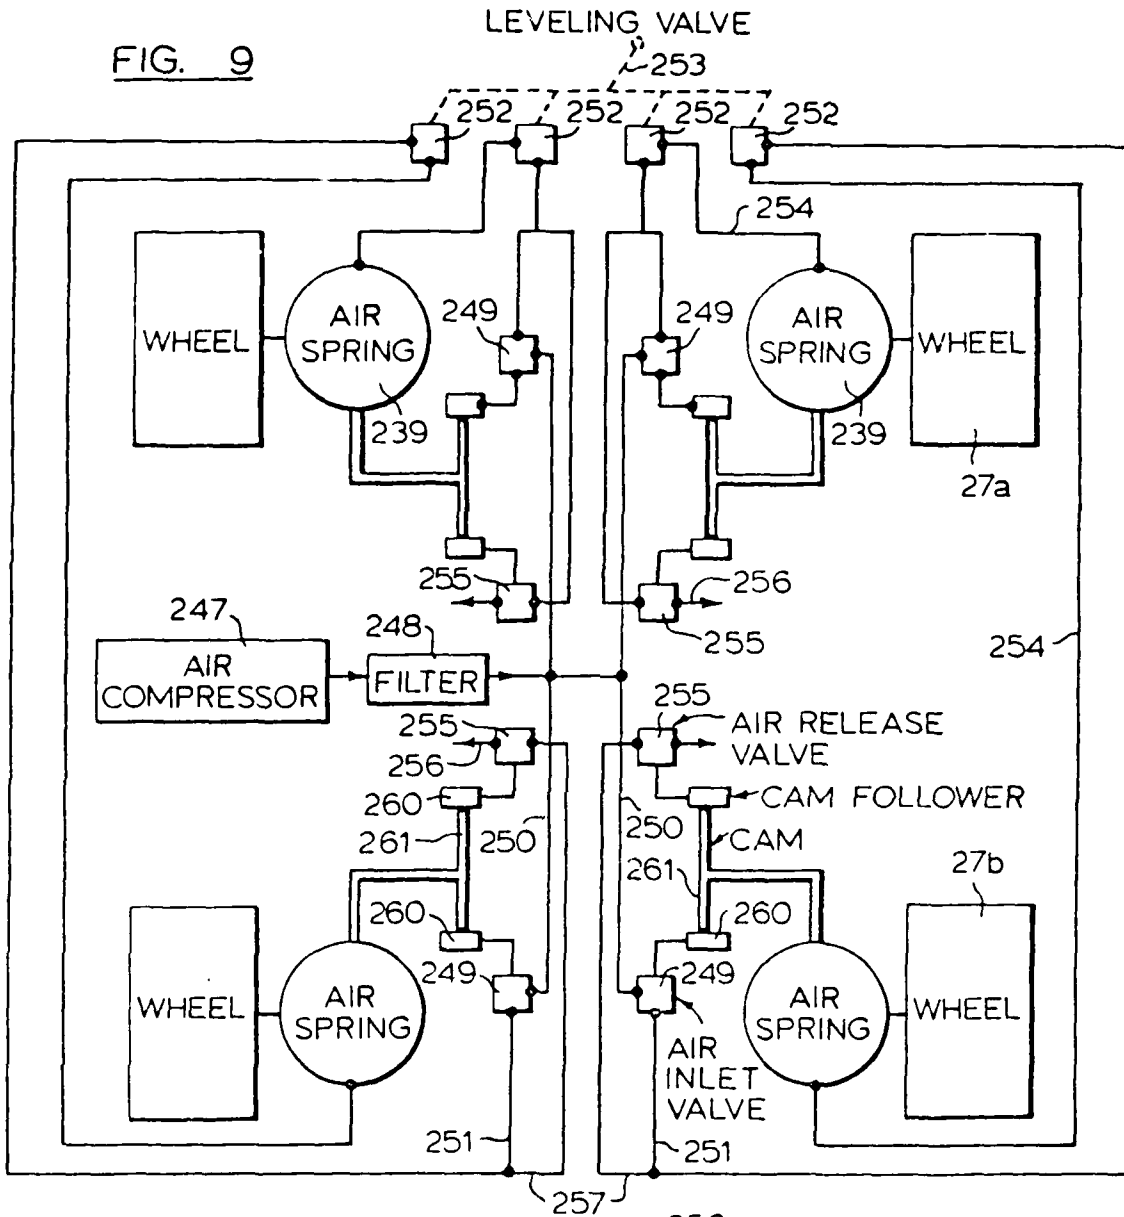 LEVELING VALVE
FIG. 9
253
252
252
252
252
254
WHEEL
AIR
SPRING
239
249
249
AIR
SPRING
239
WHEEL
27a
255
256
255
254
247
AIR
COMPRESSOR
248
FILTER
255
256
255
AIR RELEASE
VALVE
260
CAM FOLLOWER
261
250
250
CAM
261
27b
260
260
WHEEL
AIR
SPRING
249
249
AIR
SPRING
WHEEL
AIR
INLET
VALVE
251
251
257